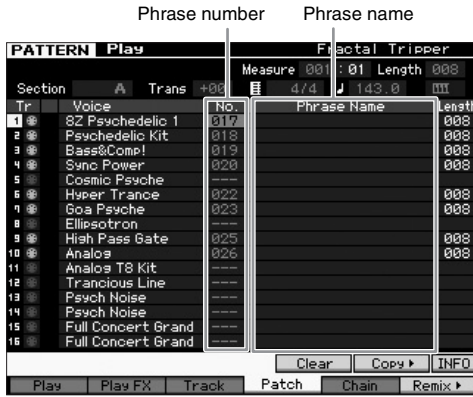 Phrase number Phrase name
PATTERN Play Fractal Tripper
Measure 001 : 01 Length 008
Section A Trans +00 4/4 143.0
Tr Voice No. Phrase Name Length
1 8Z Psychedelic 1 017 008
2 Psychedelic Kit 018 008
3 Bass&Comp! 019 008
4 Sync Power 020 008
5 Cosmic Psyche ---
6 Hyper Trance 022 008
7 Goa Psyche 023 008
8 Ellipsotron ---
9 High Pass Gate 025 008
10 Analog 026 008
11 Analog T8 Kit ---
12 Trancious Line ---
13 Psych Noise ---
14 Psych Noise ---
15 Full Concert Grand ---
16 Full Concert Grand ---
Clear Copy INFO
Play Play FX Track Patch Chain Remix